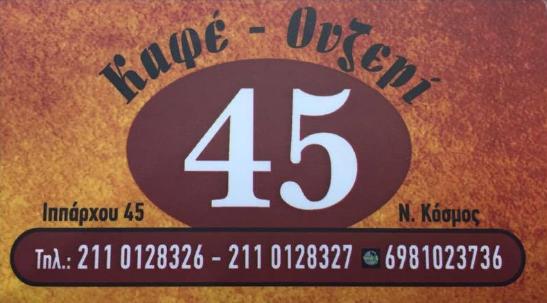 Καφέ - Ουζερί
45
Ιππάρχου 45 Ν. Κόσμος
Τηλ.: 211 0128326 - 211 0128327 6981023736